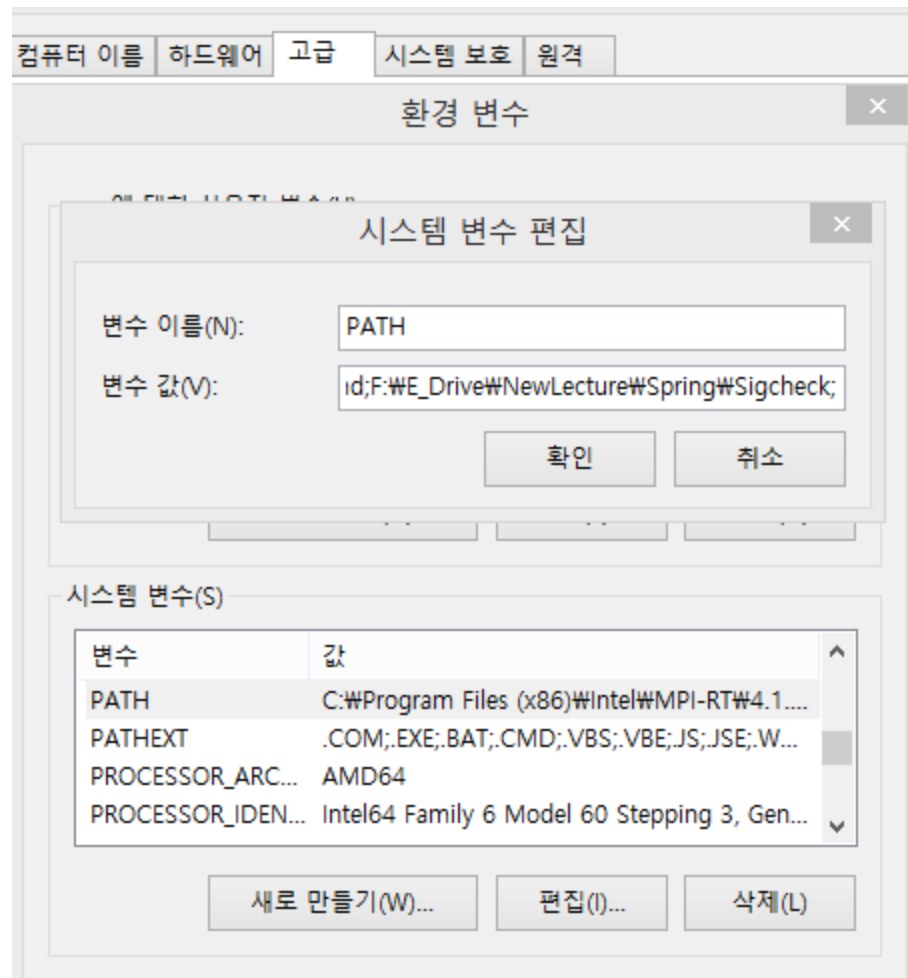 컴퓨터 이름 하드웨어 고급 시스템 보호 원격
환경 변수
시스템 변수 편집
변수 이름(N): PATH
변수 값(V): d;F:₩E_Drive₩NewLecture₩Spring₩Sigcheck;
확인 취소
시스템 변수(S)
변수 값
PATH C:₩Program Files (x86)₩Intel₩MPI-RT₩4.1....
PATHEXT .COM;.EXE;.BAT;.CMD;.VBS;.VBE;.JS;.JSE;.W...
PROCESSOR_ARC... AMD64
PROCESSOR_IDEN... Intel64 Family 6 Model 60 Stepping 3, Gen...
새로 만들기(W)... 편집(I)... 삭제(L)